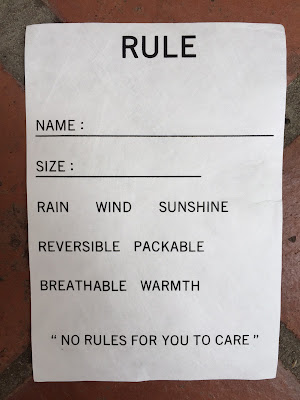 RULE
NAME :
SIZE :
RAIN WIND SUNSHINE
REVERSIBLE PACKABLE
BREATHABLE WARMTH
“ NO RULES FOR YOU TO CARE ”